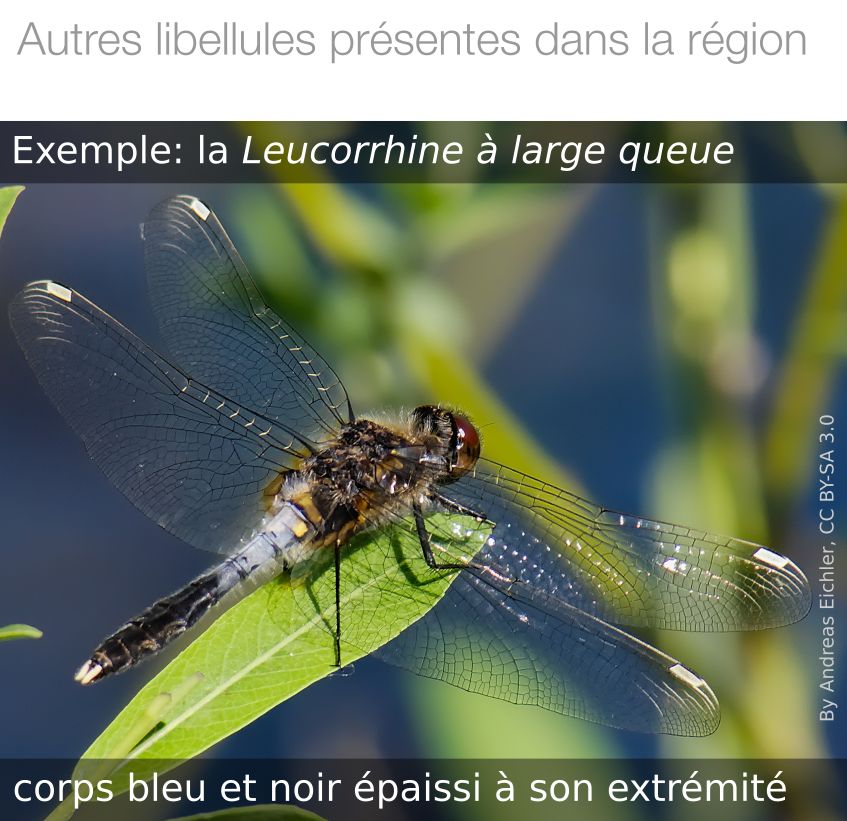 Autres libellules présentes dans la région
Exemple: la Leucorrhine à large queue
By Andreas Eichler, CC BY-SA 3.0
corps bleu et noir épaissi à son extrémité